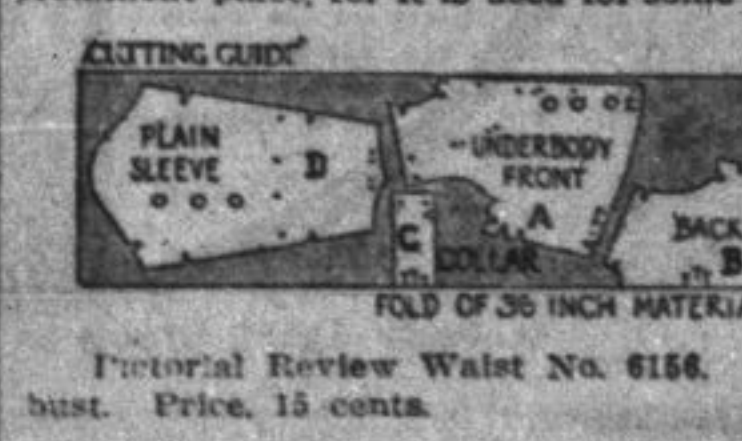 CUTTING GUIDE
PLAIN
SLEEVE
D
UNDERBODY
FRONT
A
C
COLLAR
BACK
B
FOLD OF 36 INCH MATERIA
Pictorial Review Waist No. 6156.
bust. Price, 15 cents.